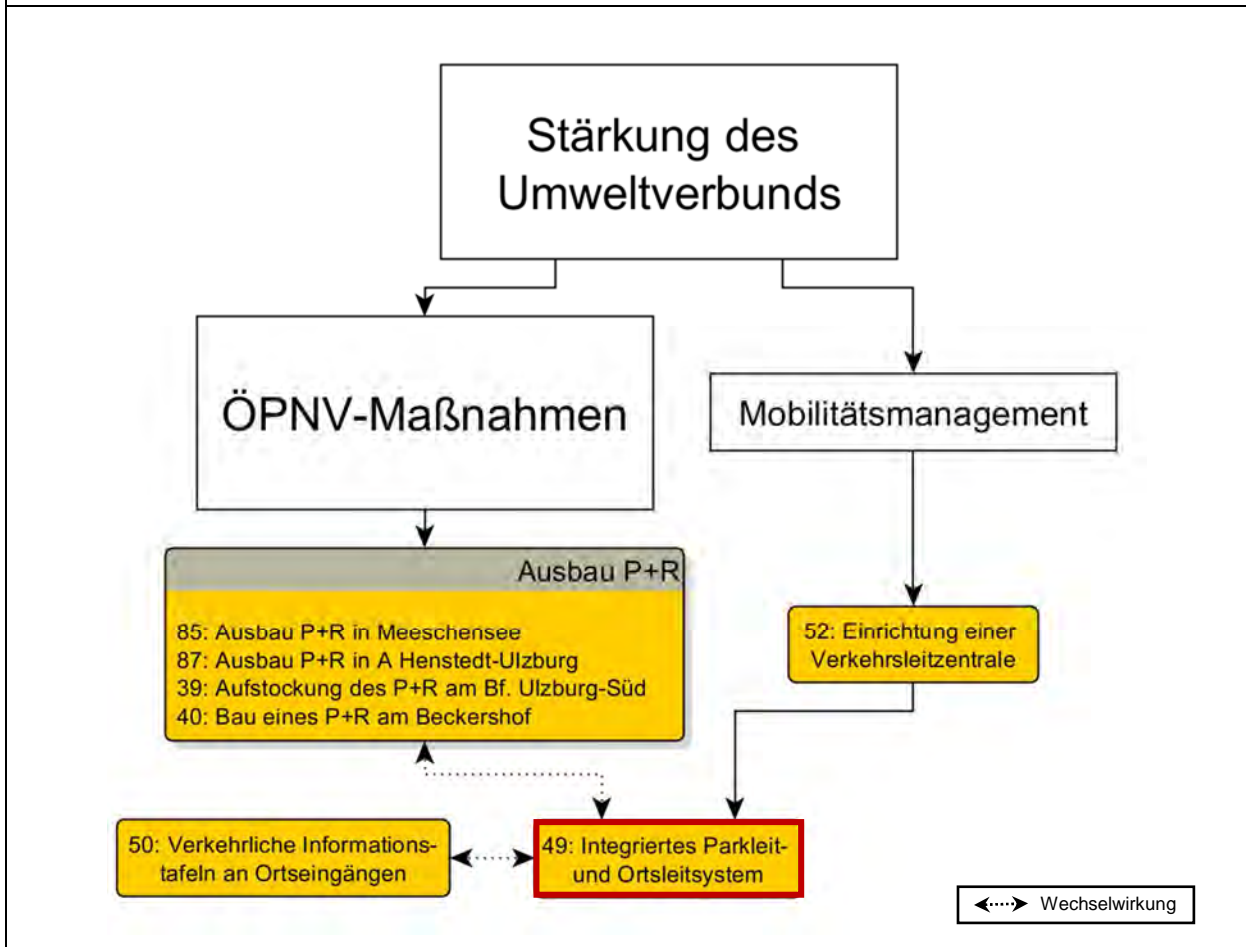 Stärkung des
Umweltverbunds
ÖPNV-Maßnahmen
Mobilitätsmanagement
Ausbau P+R
85: Ausbau P+R in Meeschensee
87: Ausbau P+R in A Henstedt-Ulzburg
39: Aufstockung des P+R am Bf. Ulzburg-Süd
40: Bau eines P+R am Beckershof
52: Einrichtung einer
Verkehrsleitzentrale
50: Verkehrliche Informations-
tafeln an Ortseingängen
49: Integriertes Parkleit-
und Ortsleitsystem
Wechselwirkung